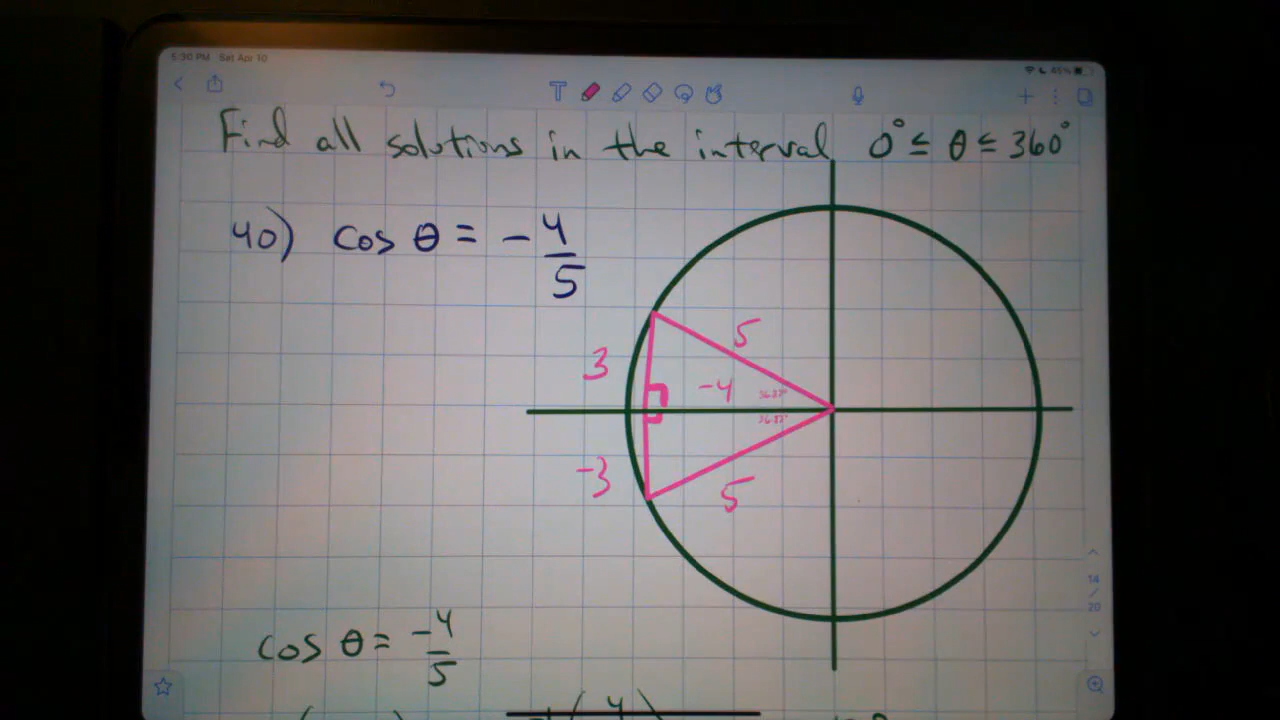 5:30 PM Sat Apr 10
45%
Find all solutions in the interval 0° ≤ θ ≤ 360°
40) cos θ = - 4/5
5
3
-4
36.87°
36.87°
-3
5
14
/
20
cos θ = -4/5